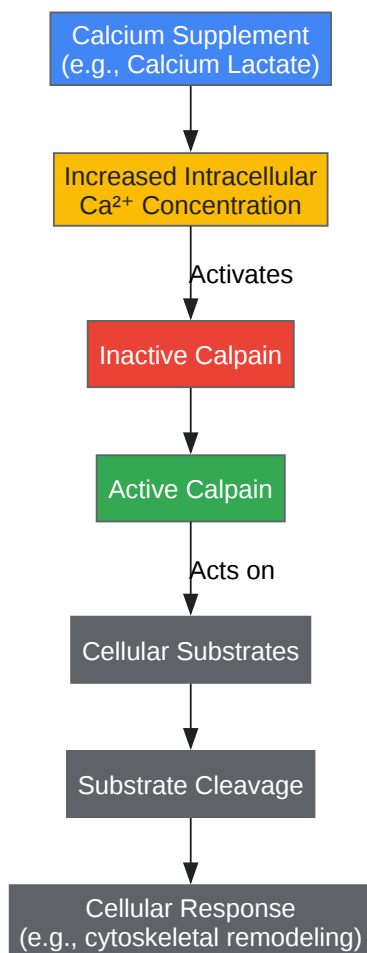 Calcium Supplement
(e.g., Calcium Lactate)
Increased Intracellular
Ca²⁺ Concentration
Activates
Inactive Calpain
Active Calpain
Acts on
Cellular Substrates
Substrate Cleavage
Cellular Response
(e.g., cytoskeletal remodeling)